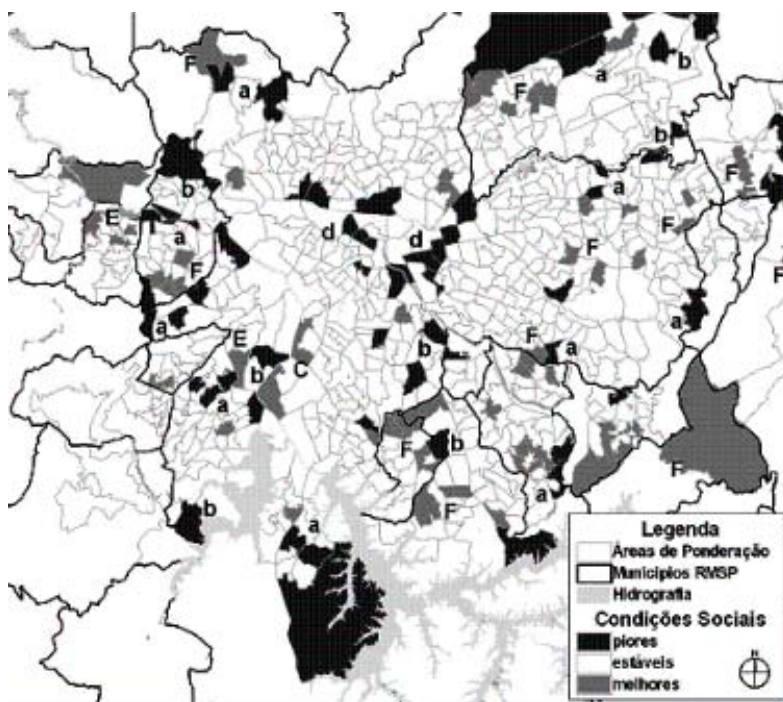 F
a
a
b
F
b
b
F
a
E
F
d
d
a
F
F
a
a
E
F
a
b
b
C
a
F
b
F
b
F
a
a
Legenda
Áreas de Ponderação
Municípios RMSP
Hidrografia
Condições Sociais
piores
estáveis
melhores
N